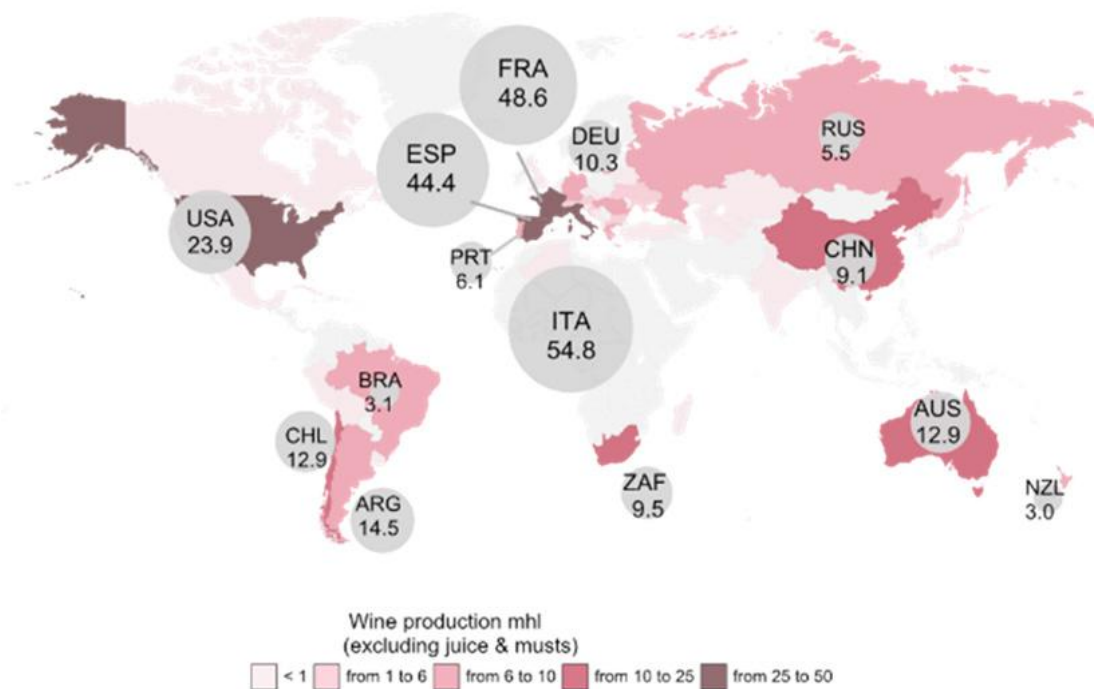 FRA
48.6
DEU
10.3
RUS
5.5
ESP
44.4
USA
23.9
PRT
6.1
CHN
9.1
ITA
54.8
BRA
3.1
AUS
12.9
CHL
12.9
ZAF
9.5
NZL
3.0
ARG
14.5
Wine production mhl
(excluding juice & musts)
< 1 from 1 to 6 from 6 to 10 from 10 to 25 from 25 to 50